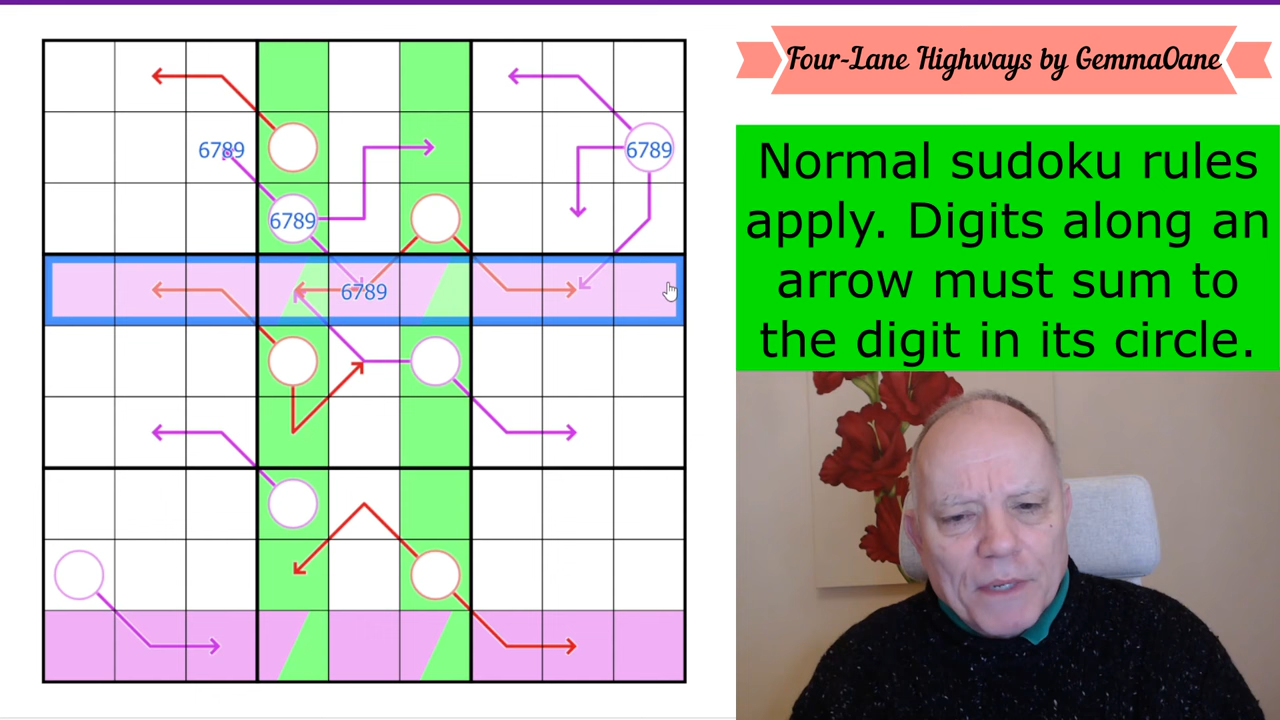 Four-Lane Highways by GemmaOane
Normal sudoku rules
apply. Digits along an
arrow must sum to
the digit in its circle.
6789
6789
6789
6789